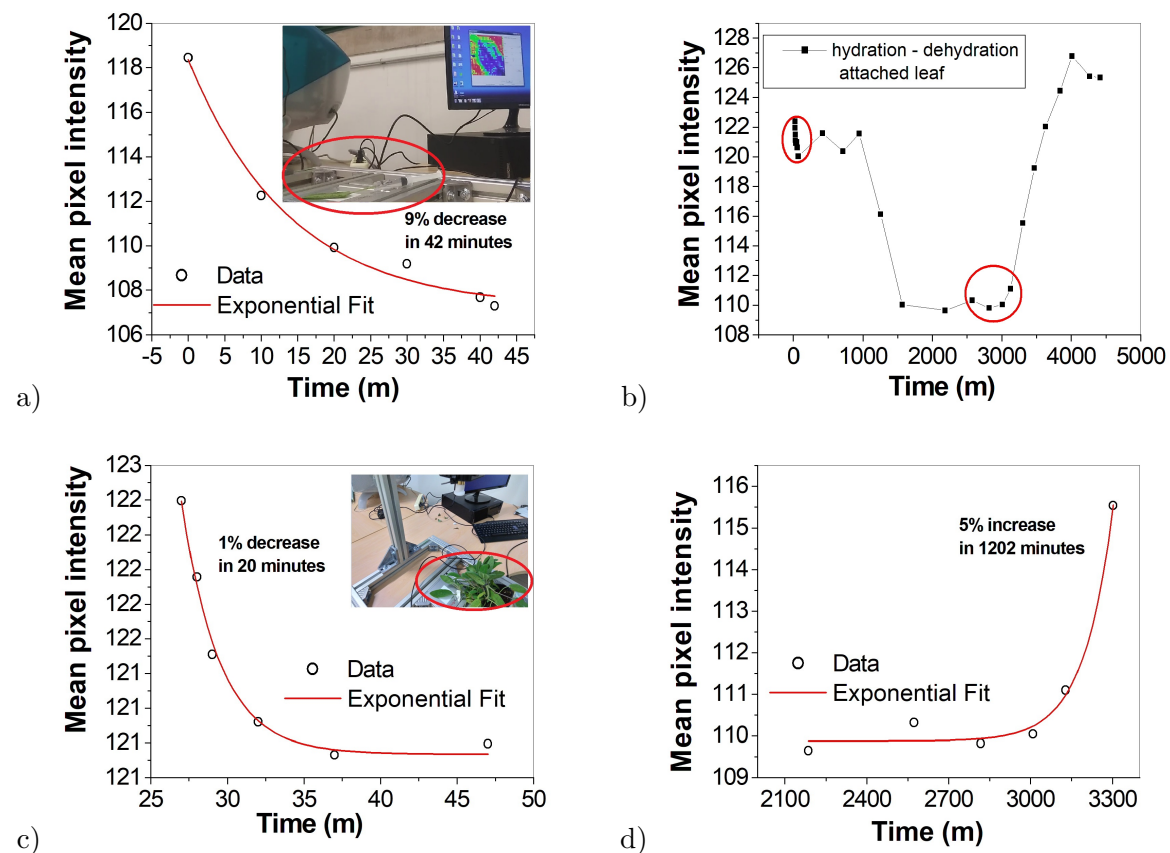 120
118
116
114
112
110
108
106
Mean pixel intensity
-5 0 5 10 15 20 25 30 35 40 45
Time (m)
9% decrease
in 42 minutes
Data
Exponential Fit
a)
128
126
124
122
120
118
116
114
112
110
108
Mean pixel intensity
hydration - dehydration
attached leaf
0 1000 2000 3000 4000 5000
Time (m)
b)
123
122
122
122
122
121
121
121
121
121
Mean pixel intensity
1% decrease
in 20 minutes
Data
Exponential Fit
25 30 35 40 45 50
Time (m)
c)
116
115
114
113
112
111
110
109
Mean pixel intensity
5% increase
in 1202 minutes
Data
Exponential Fit
2100 2400 2700 3000 3300
Time (m)
d)